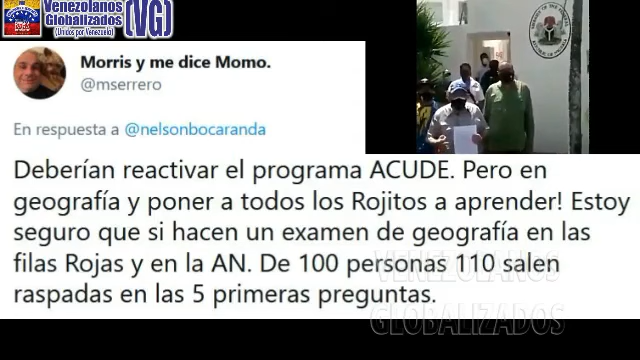 Venezolanos
Globalizados
(Unidos por Venezuela)
(VG)
Morris y me dice Momo.
@mserrero
En respuesta a @nelsonbocaranda
Deberían reactivar el programa ACUDE. Pero en
geografía y poner a todos los Rojitos a aprender! Estoy
seguro que si hacen un examen de geografía en las
filas Rojas y en la AN. De 100 personas 110 salen
raspadas en las 5 primeras preguntas.
VENEZOLANOS
GLOBALIZADOS